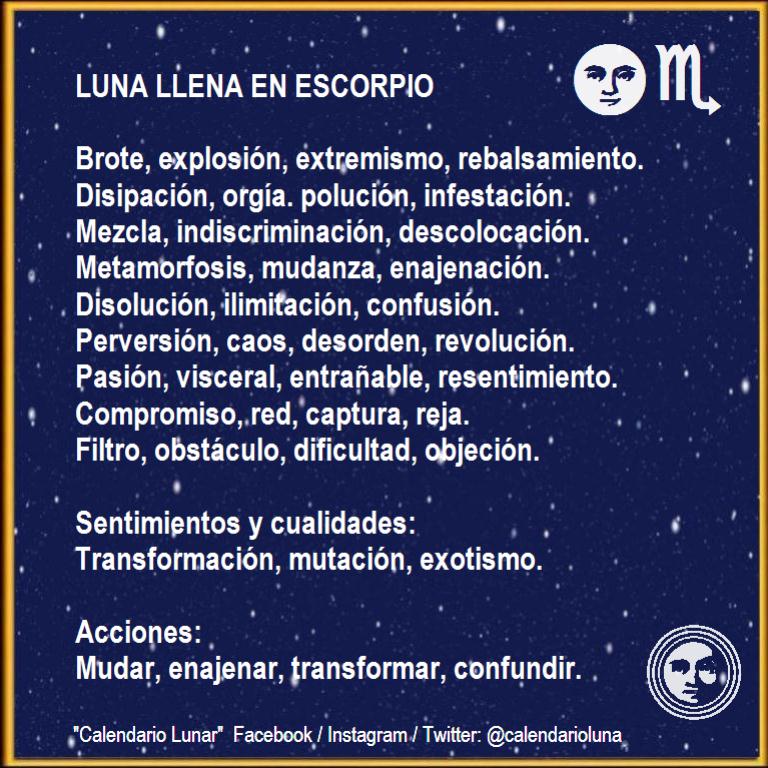 LUNA LLENA EN ESCORPIO
Brote, explosión, extremismo, rebalsamiento.
Disipación, orgía. polución, infestación.
Mezcla, indiscriminación, descolocación.
Metamorfosis, mudanza, enajenación.
Disolución, ilimitación, confusión.
Perversión, caos, desorden, revolución.
Pasión, visceral, entrañable, resentimiento.
Compromiso, red, captura, reja.
Filtro, obstáculo, dificultad, objeción.
Sentimientos y cualidades:
Transformación, mutación, exotismo.
Acciones:
Mudar, enajenar, transformar, confundir.
"Calendario Lunar" Facebook / Instagram / Twitter: @calendarioluna